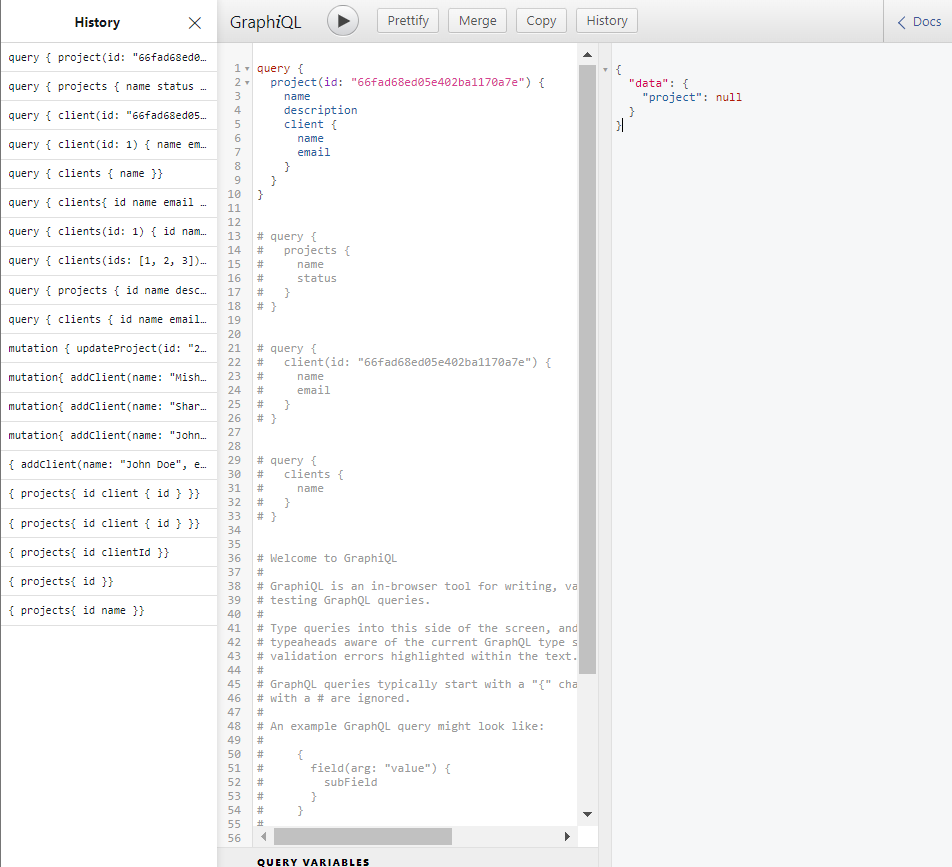 History
query { project(id: "66fad68ed0…
query { projects { name status …
query { client(id: "66fad68ed05…
query { client(id: 1) { name em…
query { clients { name }}
query { clients{ id name email …
query { clients(id: 1) { id nam…
query { clients(ids: [1, 2, 3])…
query { projects { id name desc…
query { clients { id name email…
mutation { updateProject(id: "2…
mutation{ addClient(name: "Mish…
mutation{ addClient(name: "Shar…
mutation{ addClient(name: "John…
{ addClient(name: "John Doe", e…
{ projects{ id client { id } }}
{ projects{ id client { id } }}
{ projects{ id clientId }}
{ projects{ id }}
{ projects{ id name }}
GraphiQL
Prettify
Merge
Copy
History
Docs
1 query {
2   project(id: "66fad68ed05e402ba1170a7e") {
3     name
4     description
5     client {
6       name
7       email
8     }
9   }
10 }
11
12
13 # query {
14 #   projects {
15 #     name
16 #     status
17 #   }
18 # }
19
20
21 # query {
22 #   client(id: "66fad68ed05e402ba1170a7e") {
23 #     name
24 #     email
25 #   }
26 # }
27
28
29 # query {
30 #   clients {
31 #     name
32 #   }
33 # }
34
35
36 # Welcome to GraphiQL
37 #
38 # GraphiQL is an in-browser tool for writing, va
39 # testing GraphQL queries.
40 #
41 # Type queries into this side of the screen, and
42 # typeaheads aware of the current GraphQL type s
43 # validation errors highlighted within the text.
44 #
45 # GraphQL queries typically start with a "{" cha
46 # with a # are ignored.
47 #
48 # An example GraphQL query might look like:
49 #
50 #     {
51 #       field(arg: "value") {
52 #         subField
53 #       }
54 #     }
55 #
56
QUERY VARIABLES
{
  "data": {
    "project": null
  }
}